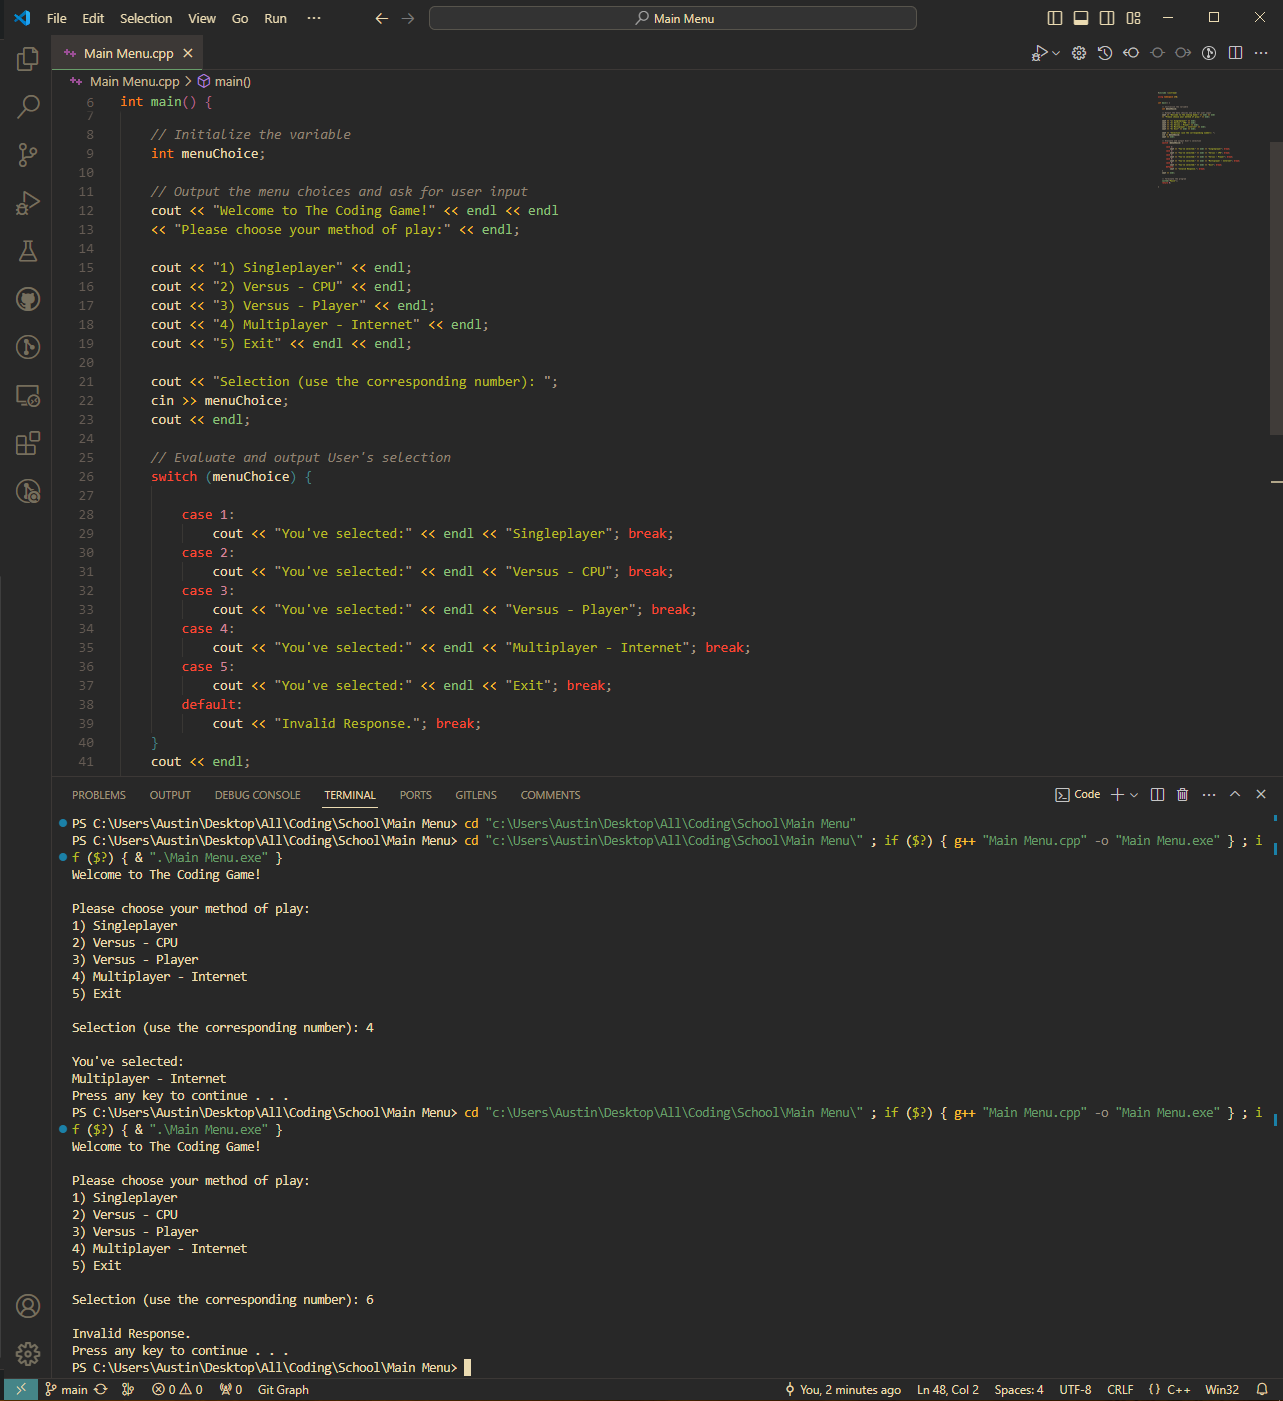 File Edit Selection View Go Run ··· Main Menu
Main Menu.cpp
Main Menu.cpp > main()
6 int main() {
7
8 // Initialize the variable
9 int menuChoice;
10
11 // Output the menu choices and ask for user input
12 cout << "Welcome to The Coding Game!" << endl << endl
13 << "Please choose your method of play:" << endl;
14
15 cout << "1) Singleplayer" << endl;
16 cout << "2) Versus - CPU" << endl;
17 cout << "3) Versus - Player" << endl;
18 cout << "4) Multiplayer - Internet" << endl;
19 cout << "5) Exit" << endl << endl;
20
21 cout << "Selection (use the corresponding number): ";
22 cin >> menuChoice;
23 cout << endl;
24
25 // Evaluate and output User's selection
26 switch (menuChoice) {
27
28 case 1:
29 cout << "You've selected:" << endl << "Singleplayer"; break;
30 case 2:
31 cout << "You've selected:" << endl << "Versus - CPU"; break;
32 case 3:
33 cout << "You've selected:" << endl << "Versus - Player"; break;
34 case 4:
35 cout << "You've selected:" << endl << "Multiplayer - Internet"; break;
36 case 5:
37 cout << "You've selected:" << endl << "Exit"; break;
38 default:
39 cout << "Invalid Response."; break;
40 }
41 cout << endl;
PROBLEMS OUTPUT DEBUG CONSOLE TERMINAL PORTS GITLENS COMMENTS Code
PS C:\Users\Austin\Desktop\All\Coding\School\Main Menu> cd "c:\Users\Austin\Desktop\All\Coding\School\Main Menu"
PS C:\Users\Austin\Desktop\All\Coding\School\Main Menu> cd "c:\Users\Austin\Desktop\All\Coding\School\Main Menu\" ; if ($?) { g++ "Main Menu.cpp" -o "Main Menu.exe" } ; i
f ($?) { & ".\Main Menu.exe" }
Welcome to The Coding Game!

Please choose your method of play:
1) Singleplayer
2) Versus - CPU
3) Versus - Player
4) Multiplayer - Internet
5) Exit

Selection (use the corresponding number): 4

You've selected:
Multiplayer - Internet
Press any key to continue . . .
PS C:\Users\Austin\Desktop\All\Coding\School\Main Menu> cd "c:\Users\Austin\Desktop\All\Coding\School\Main Menu\" ; if ($?) { g++ "Main Menu.cpp" -o "Main Menu.exe" } ; i
f ($?) { & ".\Main Menu.exe" }
Welcome to The Coding Game!

Please choose your method of play:
1) Singleplayer
2) Versus - CPU
3) Versus - Player
4) Multiplayer - Internet
5) Exit

Selection (use the corresponding number): 6

Invalid Response.
Press any key to continue . . .
PS C:\Users\Austin\Desktop\All\Coding\School\Main Menu>
main 0 0 0 Git Graph You, 2 minutes ago Ln 48, Col 2 Spaces: 4 UTF-8 CRLF {} C++ Win32